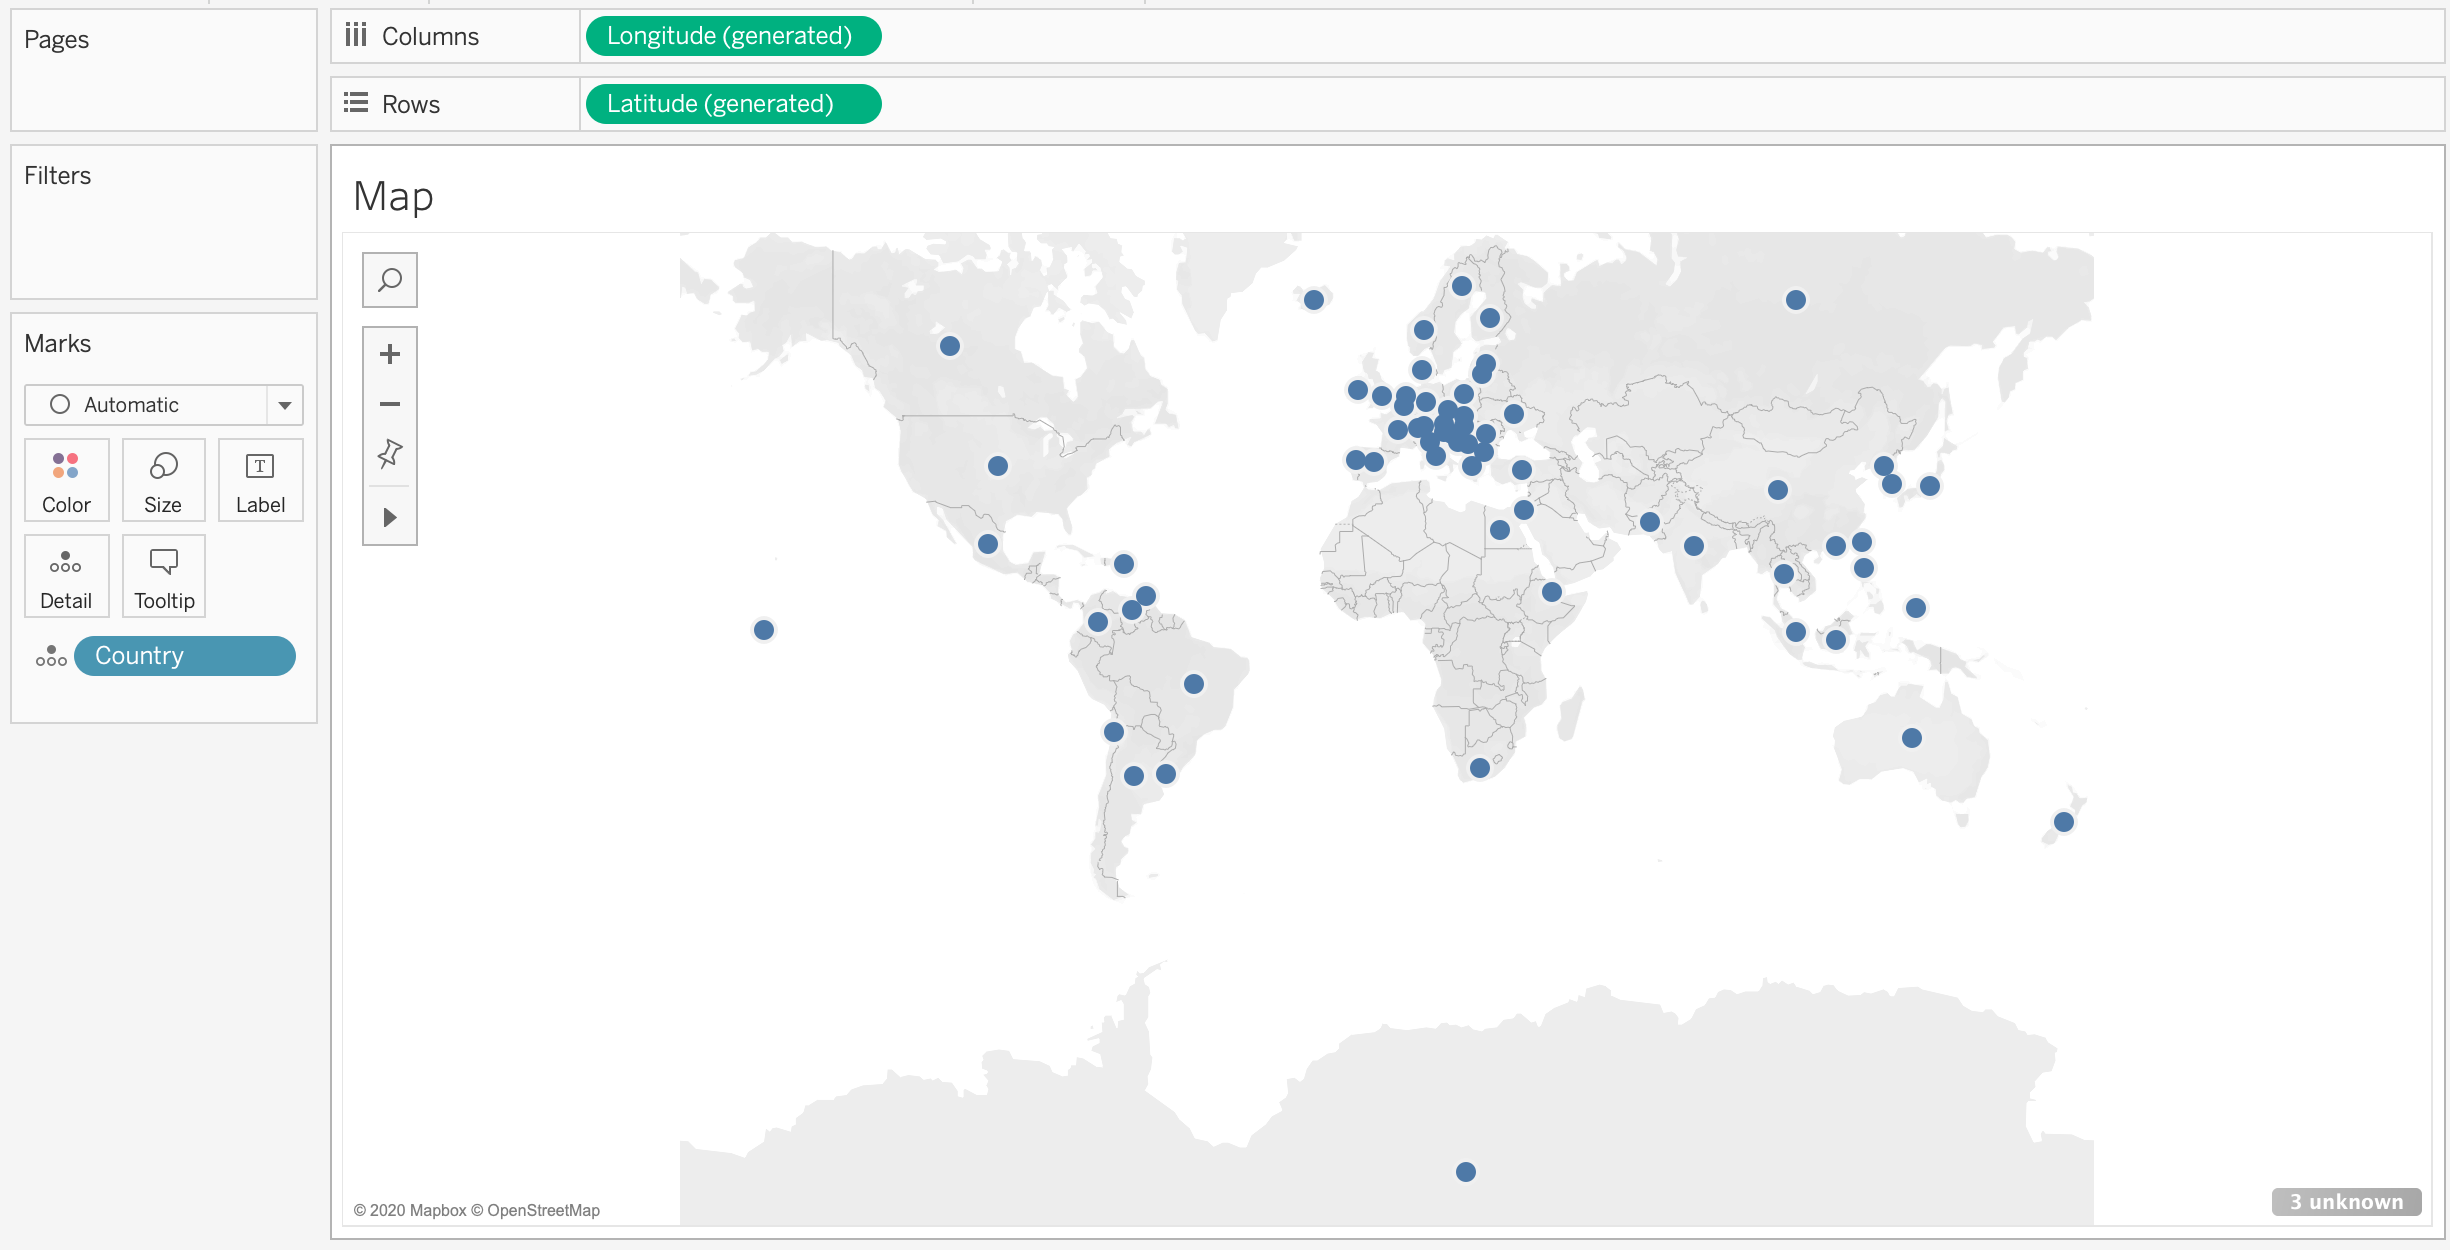 Pages
Columns
Longitude (generated)
Rows
Latitude (generated)
Filters
Map
Marks
Automatic
Color
Size
T
Label
Detail
Tooltip
Country
© 2020 Mapbox © OpenStreetMap
3 unknown